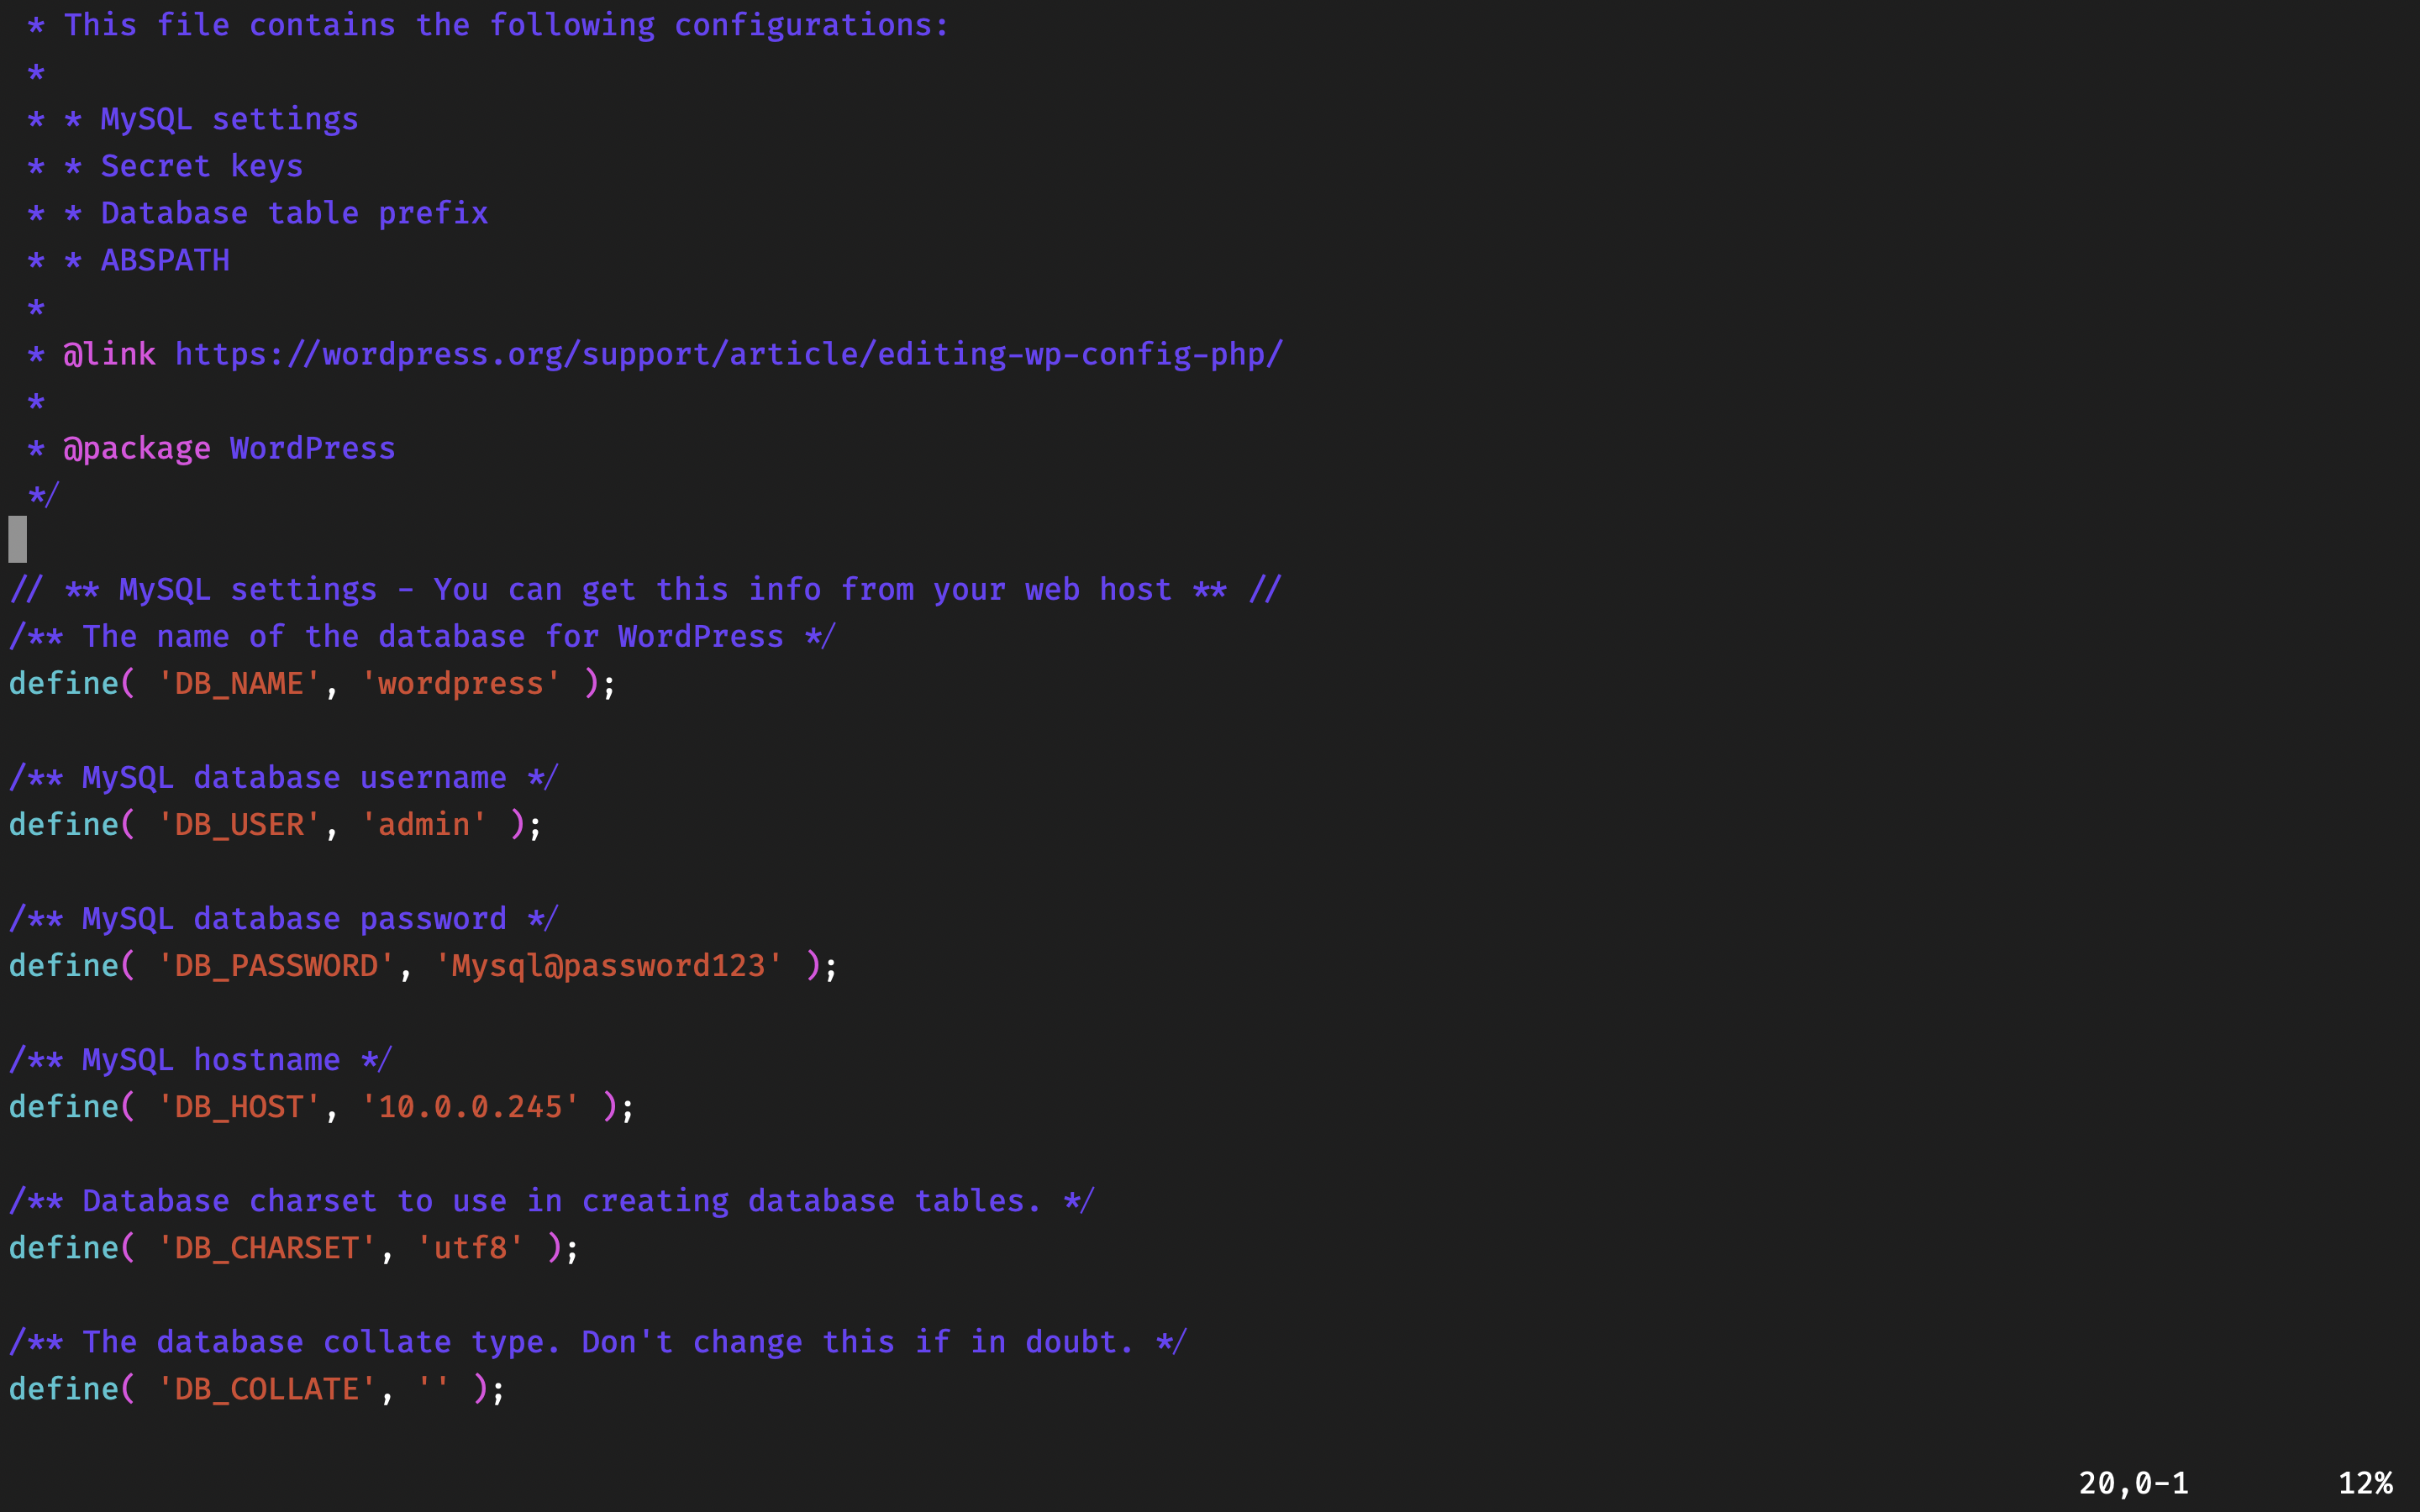 * This file contains the following configurations:
*
* * MySQL settings
* * Secret keys
* * Database table prefix
* * ABSPATH
*
* @link https://wordpress.org/support/article/editing-wp-config-php/
*
* @package WordPress
*/
// ** MySQL settings - You can get this info from your web host ** //
/** The name of the database for WordPress */
define( 'DB_NAME', 'wordpress' );
/** MySQL database username */
define( 'DB_USER', 'admin' );
/** MySQL database password */
define( 'DB_PASSWORD', 'Mysql@password123' );
/** MySQL hostname */
define( 'DB_HOST', '10.0.0.245' );
/** Database charset to use in creating database tables. */
define( 'DB_CHARSET', 'utf8' );
/** The database collate type. Don't change this if in doubt. */
define( 'DB_COLLATE', '' );
20,0-1 12%